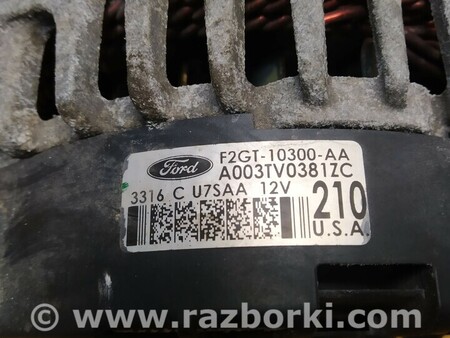 Ford
F2GT-10300-AA
A003TV0381ZC
3316 C U7SAA 12V
210
U.S.A.
© www.razborki.com